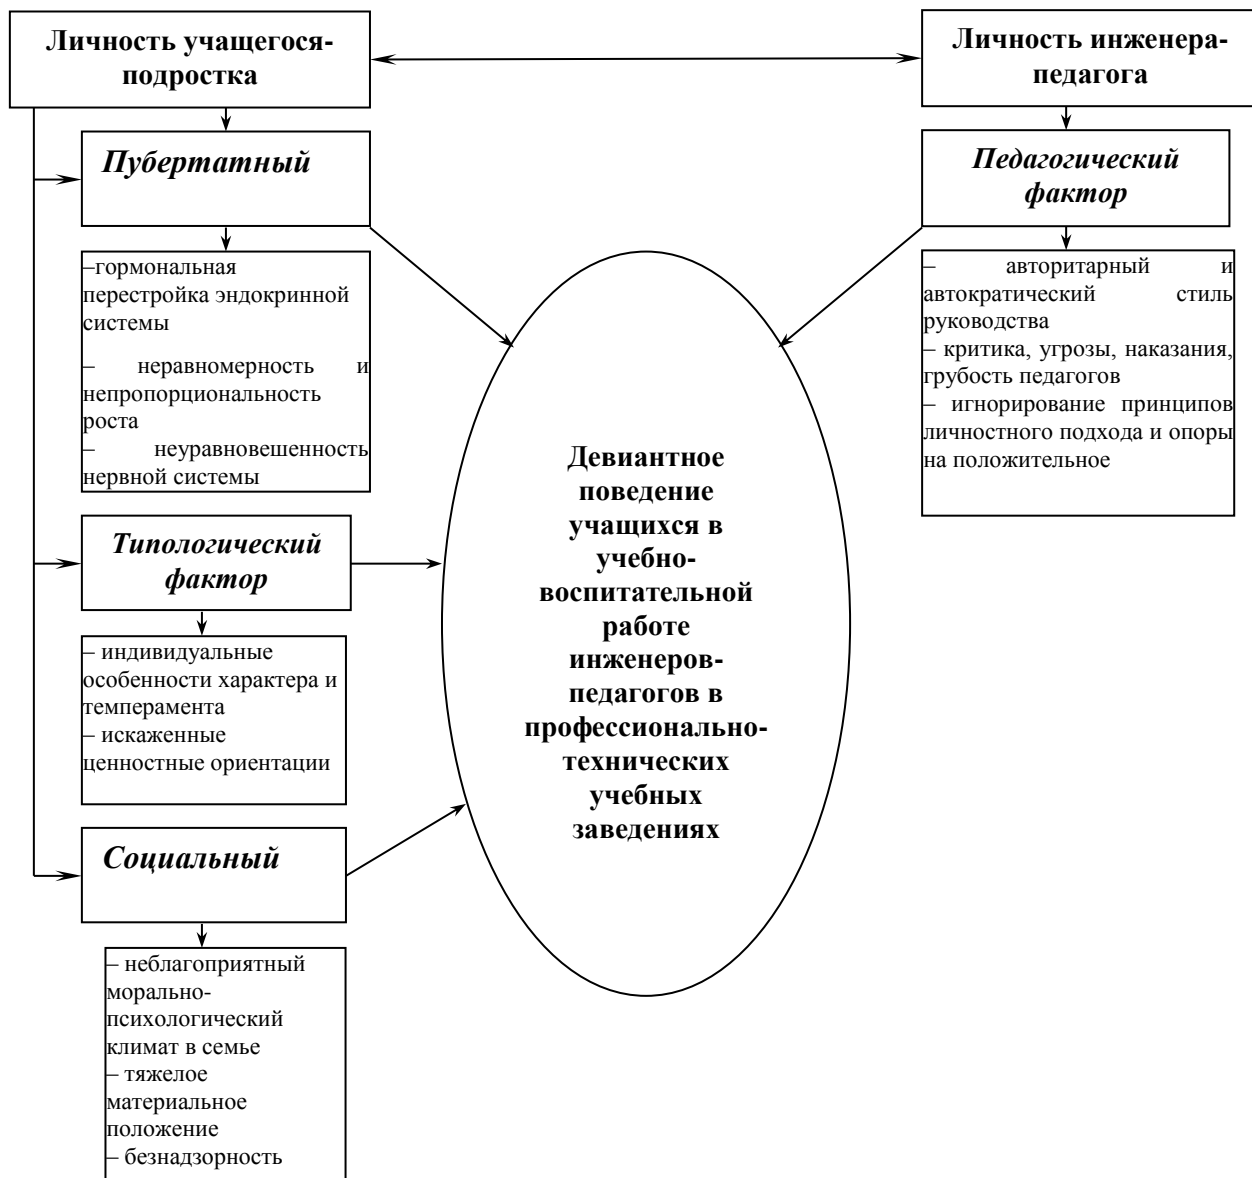 Личность учащегося-
подростка
Личность инженера-
педагога
Пубертатный
Педагогический
фактор
–гормональная
перестройка эндокринной
системы
– неравномерность и
непропорциональность
роста
– неуравновешенность
нервной системы
– авторитарный и
автократический стиль
руководства
– критика, угрозы, наказания,
грубость педагогов
– игнорирование принципов
личностного подхода и опоры
на положительное
Девиантное
поведение
учащихся в
учебно-
воспитательной
работе
инженеров-
педагогов в
профессионально-
технических
учебных
заведениях
Типологический
фактор
– индивидуальные
особенности характера и
темперамента
– искаженные
ценностные ориентации
Социальный
– неблагоприятный
морально-
психологический
климат в семье
– тяжелое
материальное
положение
– безнадзорность